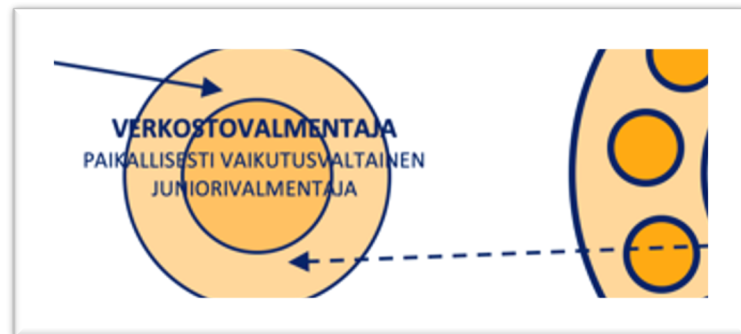 VERKOSTOVALMENTAJA
PAIKALLISESTI VAIKUTUSVALTAINEN
JUNIORIVALMENTAJA